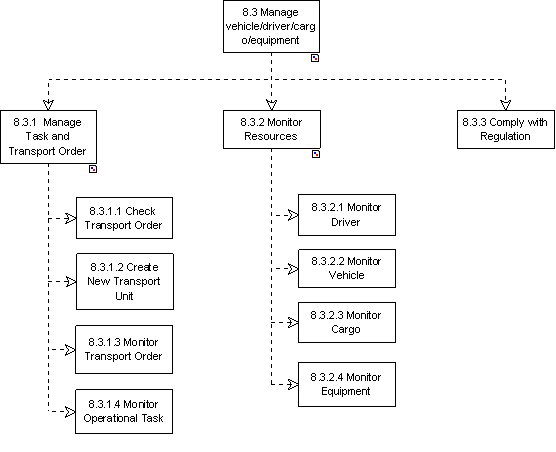 8.3 Manage
vehicle/driver/carg
o/equipment
8.3.1 Manage
Task and
Transport Order
8.3.2 Monitor
Resources
8.3.3 Comply with
Regulation
8.3.1.1 Check
Transport Order
8.3.1.2 Create
New Transport
Unit
8.3.1.3 Monitor
Transport Order
8.3.1.4 Monitor
Operational Task
8.3.2.1 Monitor
Driver
8.3.2.2 Monitor
Vehicle
8.3.2.3 Monitor
Cargo
8.3.2.4 Monitor
Equipment